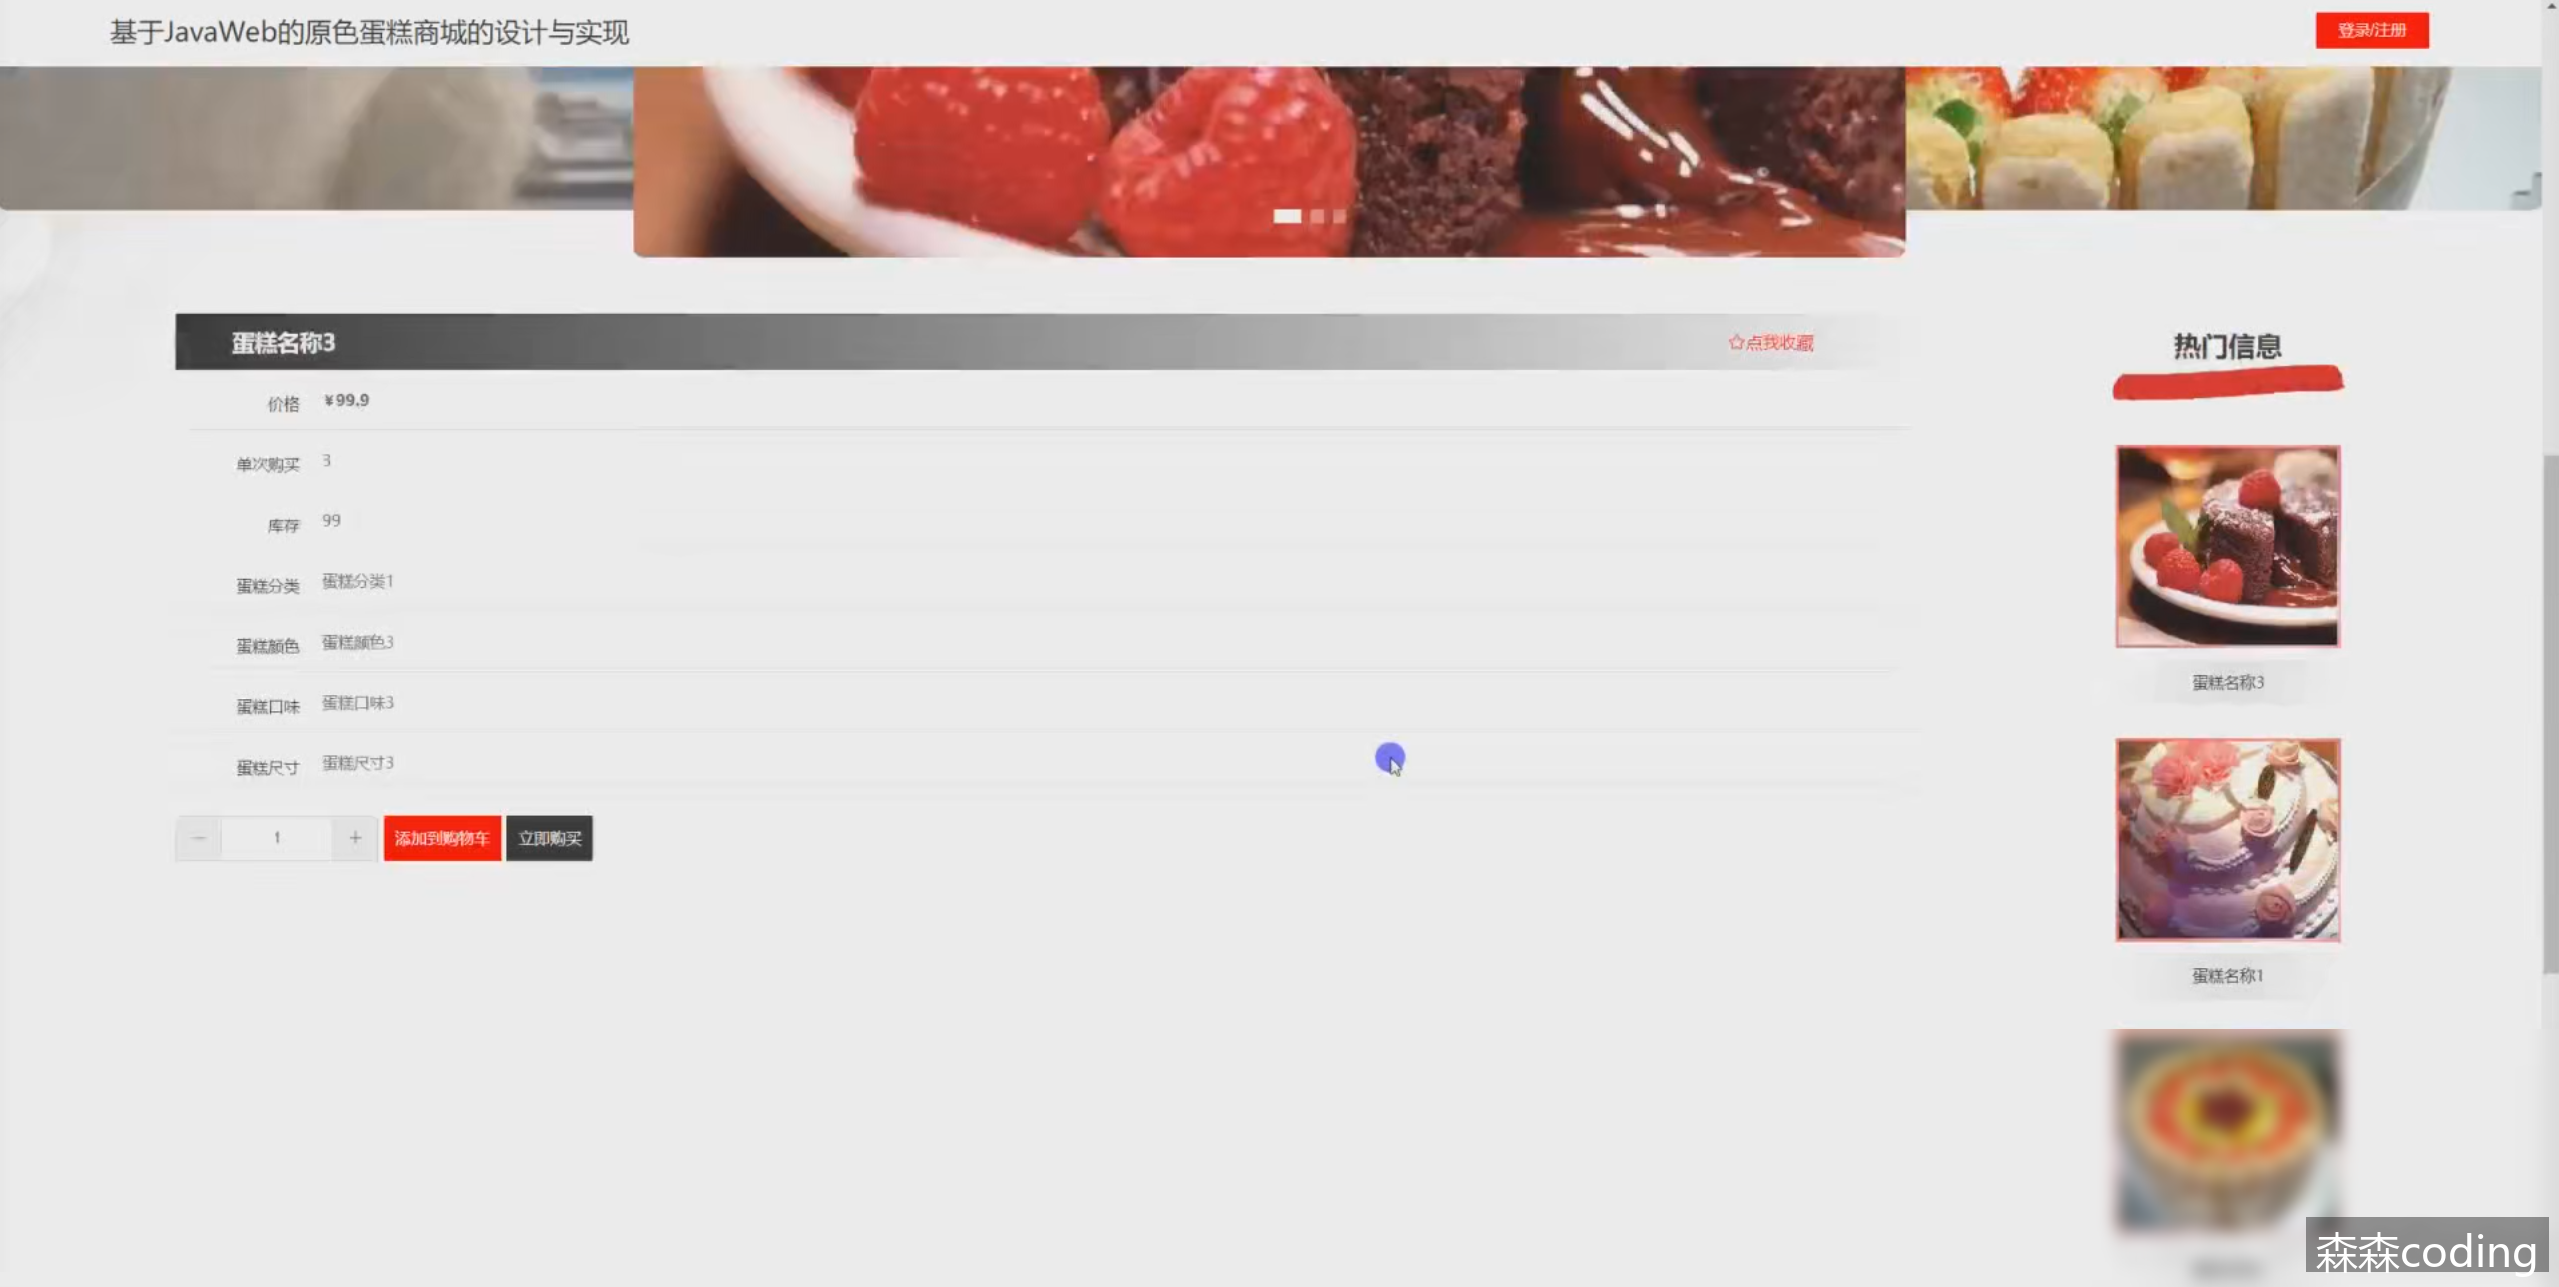 基于JavaWeb的原色蛋糕商城的设计与实现
登录/注册
蛋糕名称3
☆点我收藏
价格 ¥99.9
单次购买 3
库存 99
蛋糕分类 蛋糕分类1
蛋糕颜色 蛋糕颜色3
蛋糕口味 蛋糕口味3
蛋糕尺寸 蛋糕尺寸3
− 1 + 添加到购物车 立即购买
热门信息
蛋糕名称3
蛋糕名称1
森森coding